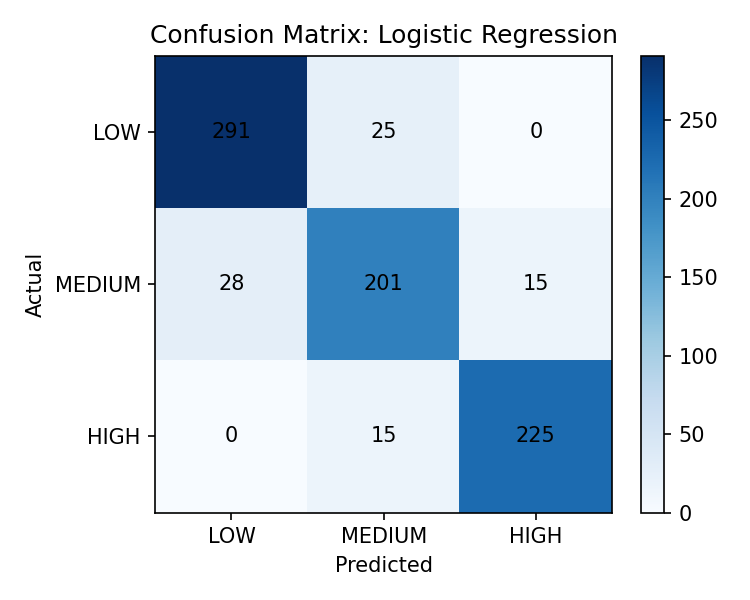 Confusion Matrix: Logistic Regression
LOW 291 25 0
MEDIUM 28 201 15
HIGH 0 15 225
LOW MEDIUM HIGH
Predicted
Actual
250
200
150
100
50
0